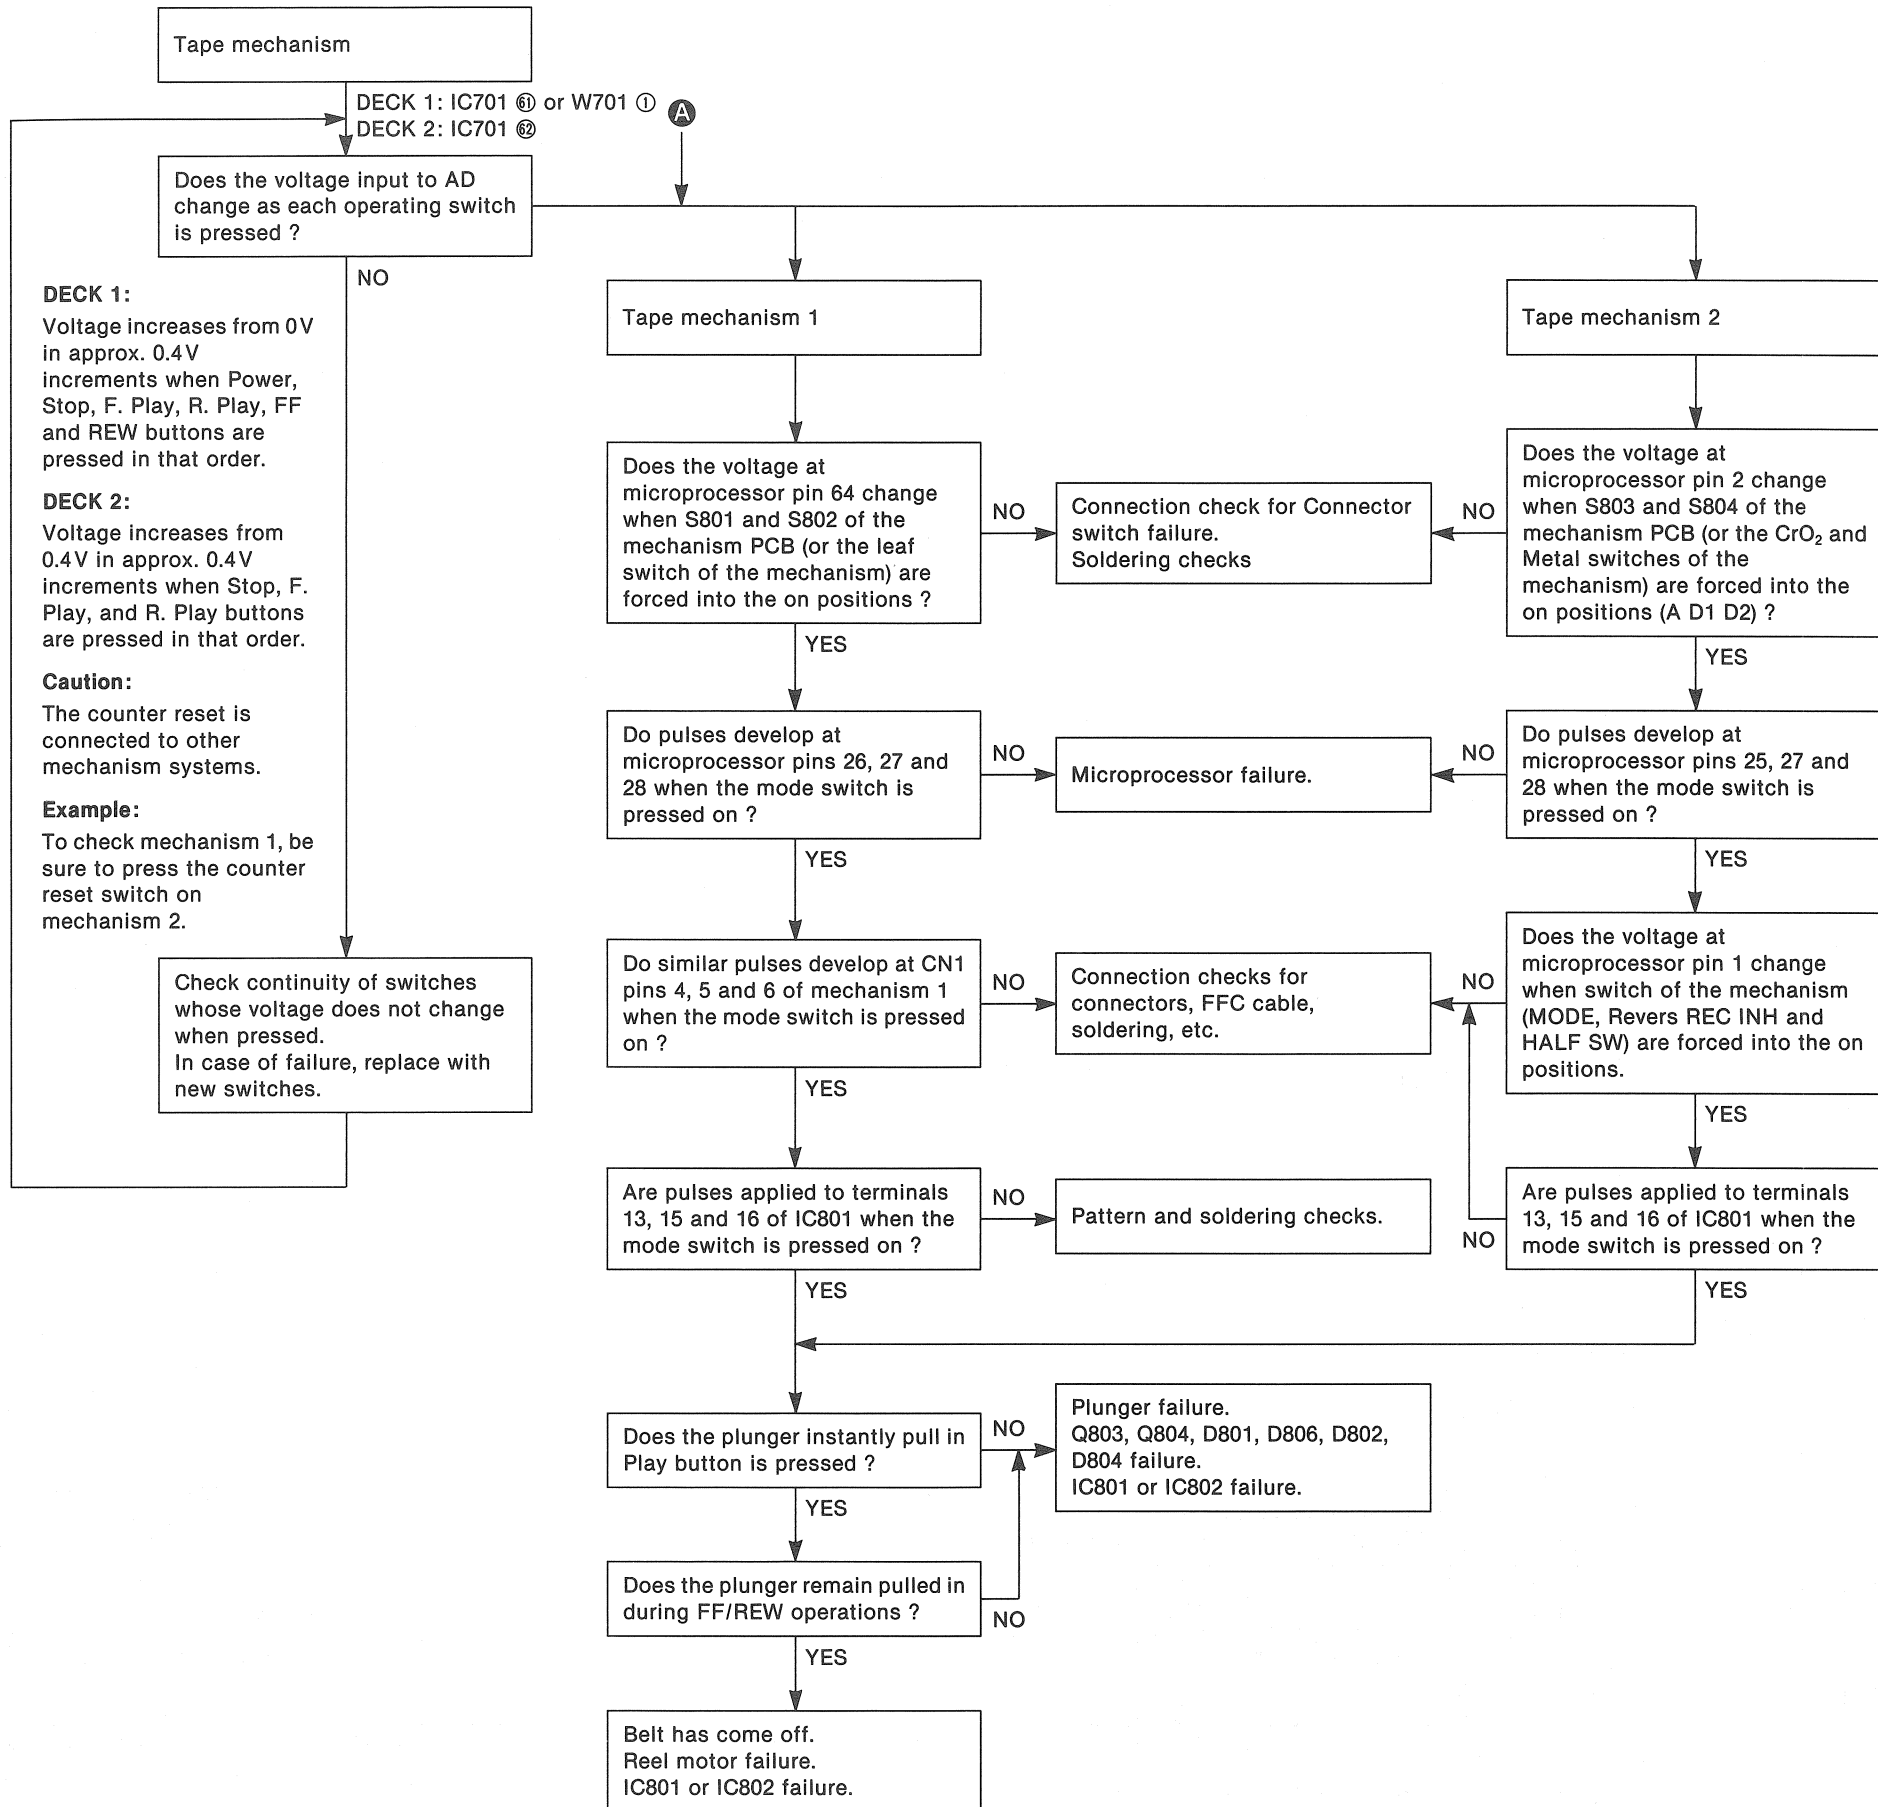 Tape mechanism
DECK 1: IC701 ㊿61 or W701 ①
DECK 2: IC701 62
A
Does the voltage input to AD
change as each operating switch
is pressed ?
NO
DECK 1:
Voltage increases from 0V
in approx. 0.4V
increments when Power,
Stop, F. Play, R. Play, FF
and REW buttons are
pressed in that order.
DECK 2:
Voltage increases from
0.4V in approx. 0.4V
increments when Stop, F.
Play, and R. Play buttons
are pressed in that order.
Caution:
The counter reset is
connected to other
mechanism systems.
Example:
To check mechanism 1, be
sure to press the counter
reset switch on
mechanism 2.
Check continuity of switches
whose voltage does not change
when pressed.
In case of failure, replace with
new switches.
Tape mechanism 1
Does the voltage at
microprocessor pin 64 change
when S801 and S802 of the
mechanism PCB (or the leaf
switch of the mechanism) are
forced into the on positions ?
NO
YES
Connection check for Connector
switch failure.
Soldering checks
Do pulses develop at
microprocessor pins 26, 27 and
28 when the mode switch is
pressed on ?
NO
YES
Microprocessor failure.
Do similar pulses develop at CN1
pins 4, 5 and 6 of mechanism 1
when the mode switch is pressed
on ?
NO
YES
Connection checks for
connectors, FFC cable,
soldering, etc.
Are pulses applied to terminals
13, 15 and 16 of IC801 when the
mode switch is pressed on ?
NO
YES
Pattern and soldering checks.
Tape mechanism 2
Does the voltage at
microprocessor pin 2 change
when S803 and S804 of the
mechanism PCB (or the CrO₂ and
Metal switches of the
mechanism) are forced into the
on positions (A D1 D2) ?
NO
YES
Do pulses develop at
microprocessor pins 25, 27 and
28 when the mode switch is
pressed on ?
NO
YES
Does the voltage at
microprocessor pin 1 change
when switch of the mechanism
(MODE, Revers REC INH and
HALF SW) are forced into the on
positions.
NO
YES
Are pulses applied to terminals
13, 15 and 16 of IC801 when the
mode switch is pressed on ?
NO
YES
Does the plunger instantly pull in
Play button is pressed ?
NO
YES
Plunger failure.
Q803, Q804, D801, D806, D802,
D804 failure.
IC801 or IC802 failure.
Does the plunger remain pulled in
during FF/REW operations ?
NO
YES
Belt has come off.
Reel motor failure.
IC801 or IC802 failure.